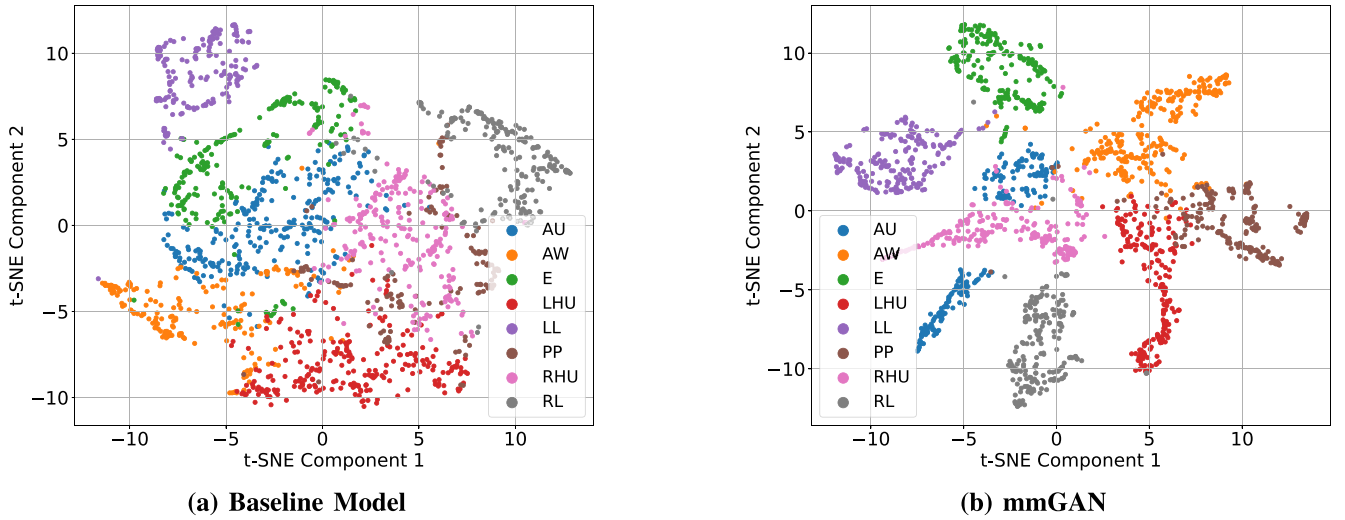 10
5
0
−5
−10
t-SNE Component 2
−10 −5 0 5 10
t-SNE Component 1
AU
AW
E
LHU
LL
PP
RHU
RL
(a) Baseline Model
10
5
0
−5
−10
t-SNE Component 2
−10 −5 0 5 10
t-SNE Component 1
AU
AW
E
LHU
LL
PP
RHU
RL
(b) mmGAN